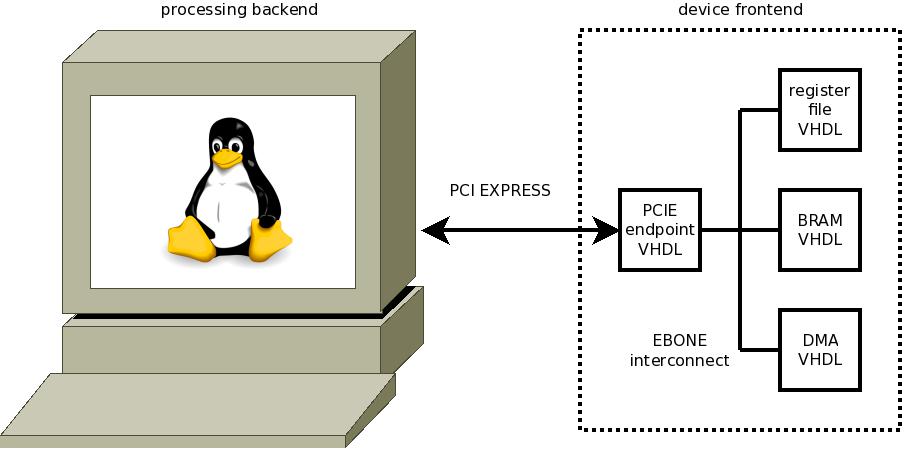 processing backend
device frontend
register
file
VHDL
PCI EXPRESS
PCIE
endpoint
VHDL
BRAM
VHDL
EBONE
interconnect
DMA
VHDL